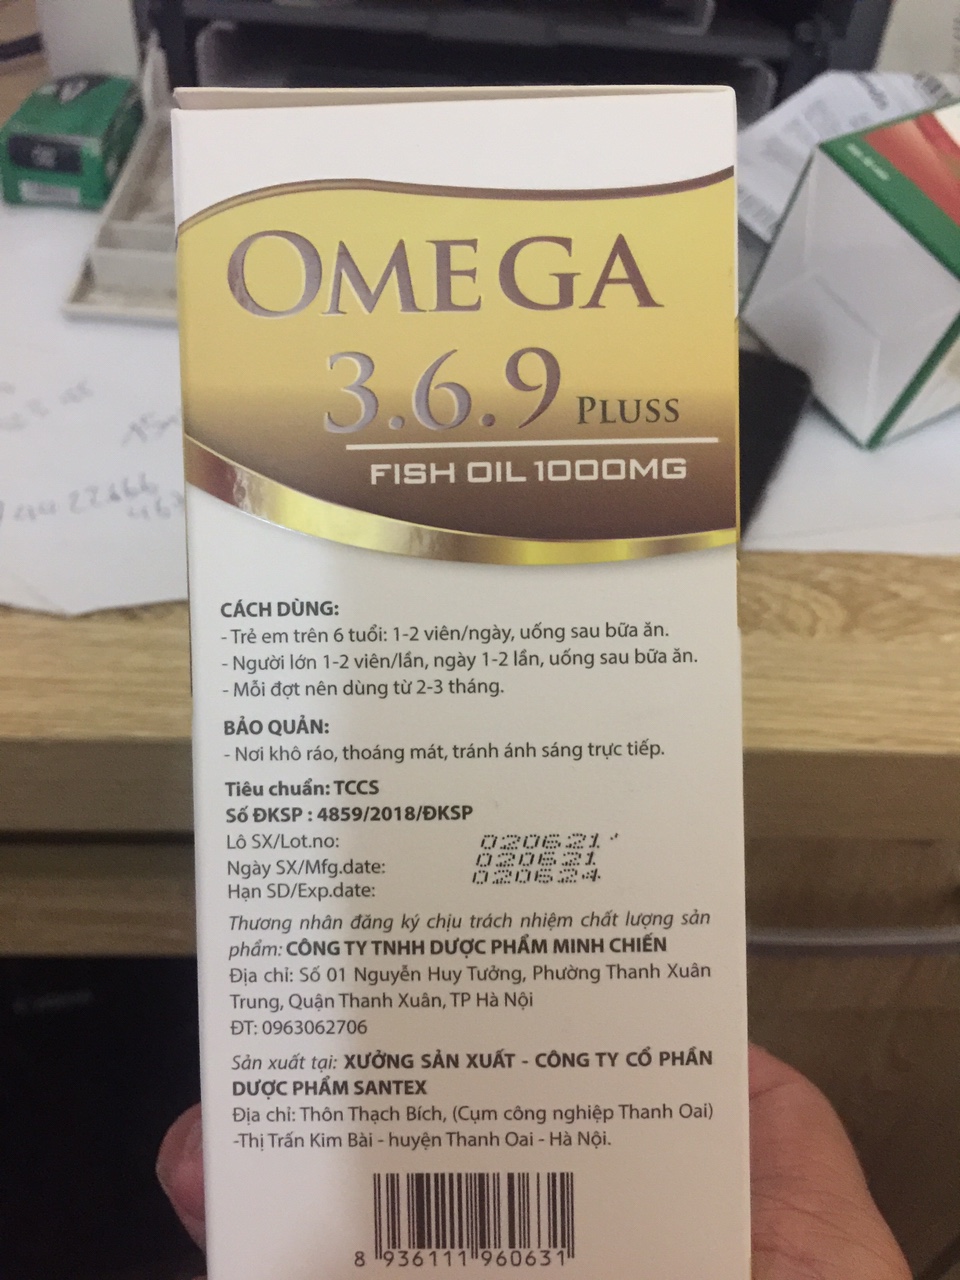 OMEGA
3.6.9 PLUSS
FISH OIL 1000MG
CÁCH DÙNG:
- Trẻ em trên 6 tuổi: 1-2 viên/ngày, uống sau bữa ăn.
- Người lớn 1-2 viên/lần, ngày 1-2 lần, uống sau bữa ăn.
- Mỗi đợt nên dùng từ 2-3 tháng.
BẢO QUẢN:
- Nơi khô ráo, thoáng mát, tránh ánh sáng trực tiếp.
Tiêu chuẩn: TCCS
Số ĐKSP : 4859/2018/ĐKSP
Lô SX/Lot.no: 020621
Ngày SX/Mfg.date: 020621
Hạn SD/Exp.date: 020624
Thương nhân đăng ký chịu trách nhiệm chất lượng sản
phẩm: CÔNG TY TNHH DƯỢC PHẨM MINH CHIẾN
Địa chỉ: Số 01 Nguyễn Huy Tưởng, Phường Thanh Xuân
Trung, Quận Thanh Xuân, TP Hà Nội
ĐT: 0963062706
Sản xuất tại: XƯỞNG SẢN XUẤT - CÔNG TY CỔ PHẦN
DƯỢC PHẨM SANTEX
Địa chỉ: Thôn Thạch Bích, (Cụm công nghiệp Thanh Oai)
-Thị Trấn Kim Bài - huyện Thanh Oai - Hà Nội.
8 936111 960631